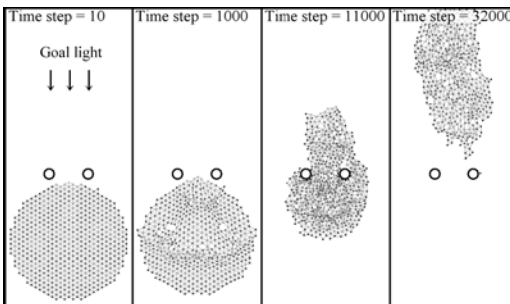 Time step = 10
Time step = 1000
Time step = 11000
Time step = 32000
Goal light